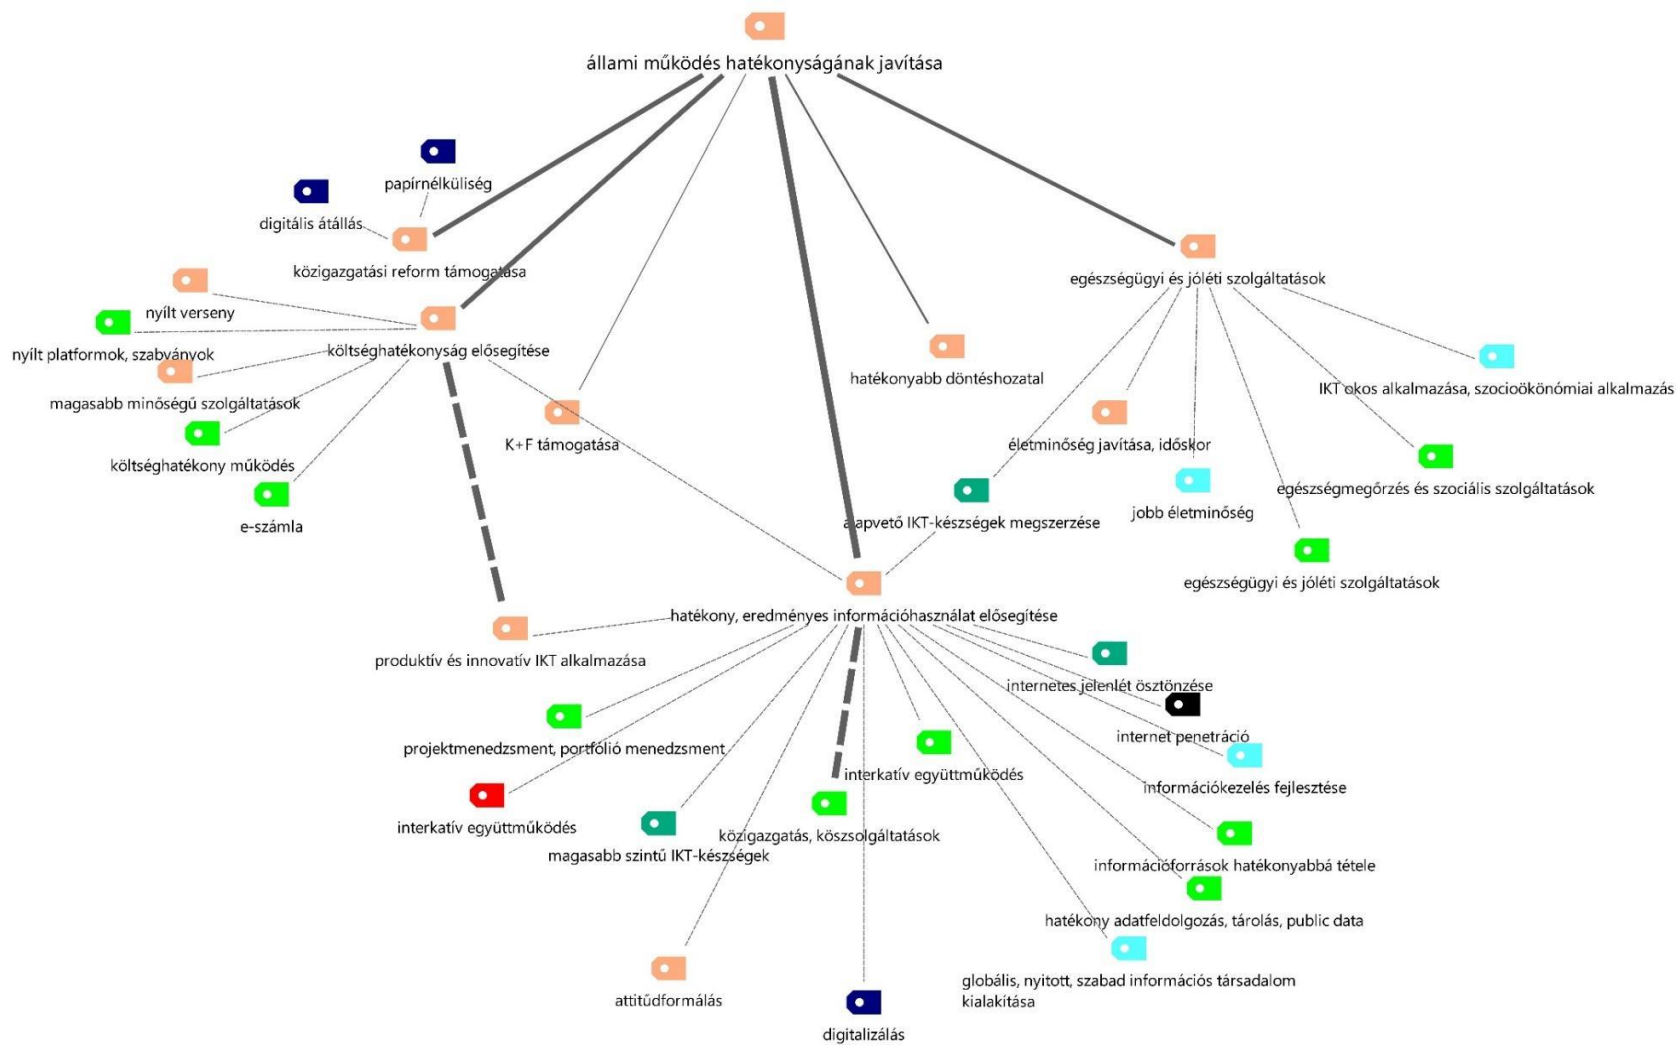 állami működés hatékonyságának javítása
papírnélküliség
digitális átállás
közigazgatási reform támogatása
egészségügyi és jóléti szolgáltatások
nyílt verseny
nyílt platformok, szabványok
költséghatékonyság elősegítése
hatékonyabb döntéshozatal
IKT okos alkalmazása, szocioökönómiai alkalmazás
magasabb minőségű szolgáltatások
K+F támogatása
életminőség javítása, időskor
költséghatékony működés
egészségmegőrzés és szociális szolgáltatások
e-számla
alapvető IKT-készségek megszerzése
jobb életminőség
egészségügyi és jóléti szolgáltatások
hatékony, eredményes információhasználat elősegítése
produktív és innovatív IKT alkalmazása
internetes jelenlét ösztönzése
projektmenedzsment, portfólió menedzsment
internet penetráció
interkatív együttműködés
információkezelés fejlesztése
interkatív együttműködés
közigazgatás, köszsolgáltatások
magasabb szintű IKT-készségek
információforrások hatékonyabbá tétele
hatékony adatfeldolgozás, tárolás, public data
globális, nyitott, szabad információs társadalom
kialakítása
attitűdformálás
digitalizálás